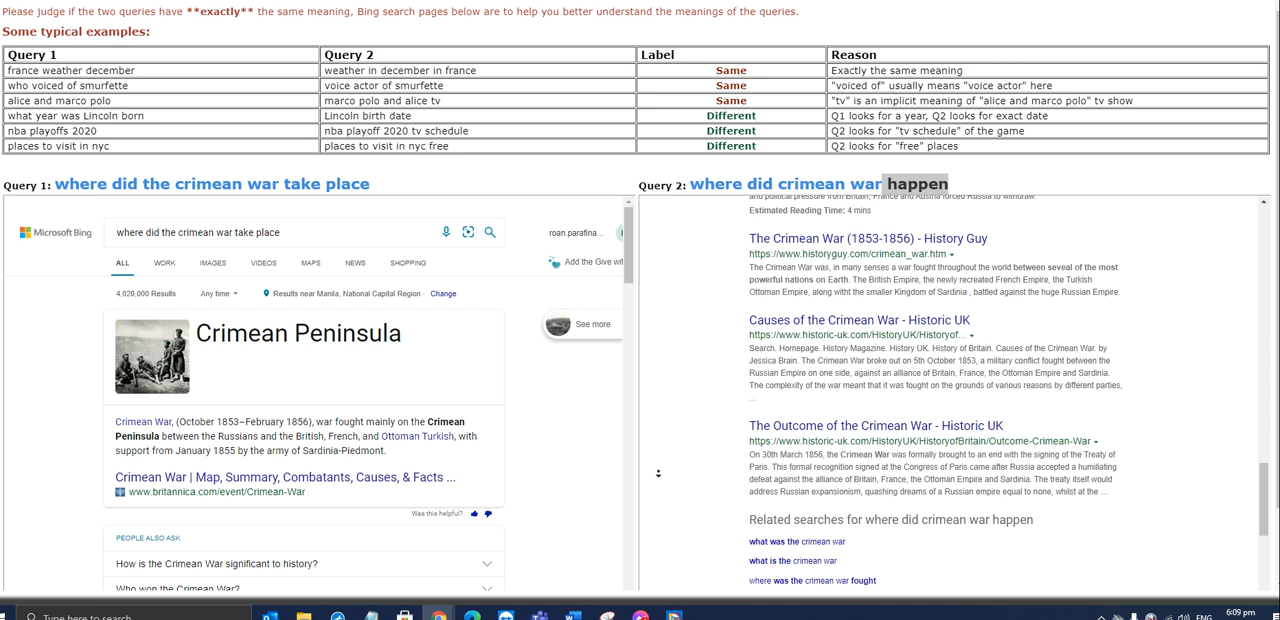 Please judge if the two queries have **exactly** the same meaning, Bing search pages below are to help you better understand the meanings of the queries.
Some typical examples:
Query 1 Query 2 Label Reason
france weather december weather in december in france Same Exactly the same meaning
who voiced of smurfette voice actor of smurfette Same "voiced of" usually means "voice actor" here
alice and marco polo marco polo and alice tv Same "tv" is an implicit meaning of "alice and marco polo" tv show
what year was Lincoln born Lincoln birth date Different Q1 looks for a year, Q2 looks for exact date
nba playoffs 2020 nba playoff 2020 tv schedule Different Q2 looks for "tv schedule" of the game
places to visit in nyc places to visit in nyc free Different Q2 looks for "free" places
Query 1: where did the crimean war take place
Microsoft Bing
where did the crimean war take place
roan.parafina...
ALL WORK IMAGES VIDEOS MAPS NEWS SHOPPING
Add the Give wit
4,020,000 Results Any time Results near Manila, National Capital Region · Change
Crimean Peninsula
See more
Crimean War, (October 1853–February 1856), war fought mainly on the Crimean
Peninsula between the Russians and the British, French, and Ottoman Turkish, with
support from January 1855 by the army of Sardinia-Piedmont.
Crimean War | Map, Summary, Combatants, Causes, & Facts ...
www.britannica.com/event/Crimean-War
Was this helpful?
PEOPLE ALSO ASK
How is the Crimean War significant to history?
Who won the Crimean War?
Query 2: where did crimean war happen
and political pressure from Britain, France and Austria forced Russia to withdraw.
Estimated Reading Time: 4 mins
The Crimean War (1853-1856) - History Guy
https://www.historyguy.com/crimean_war.htm
The Crimean War was, in many senses a war fought throughout the world between seveal of the most
powerful nations on Earth. The British Empire, the newly recreated French Empire, the Turkish
Ottoman Empire, along witht the smaller Kingdom of Sardinia , battled against the huge Russian Empire.
Causes of the Crimean War - Historic UK
https://www.historic-uk.com/HistoryUK/Historyof...
Search. Homepage. History Magazine. History UK. History of Britain. Causes of the Crimean War. by
Jessica Brain. The Crimean War broke out on 5th October 1853, a military conflict fought between the
Russian Empire on one side, against an alliance of Britain, France, the Ottoman Empire and Sardinia.
The complexity of the war meant that it was fought on the grounds of various reasons by different parties,
...
The Outcome of the Crimean War - Historic UK
https://www.historic-uk.com/HistoryUK/HistoryofBritain/Outcome-Crimean-War
On 30th March 1856, the Crimean War was formally brought to an end with the signing of the Treaty of
Paris. This formal recognition signed at the Congress of Paris came after Russia accepted a humiliating
defeat against the alliance of Britain, France, the Ottoman Empire and Sardinia. The treaty itself would
address Russian expansionism, quashing dreams of a Russian empire equal to none, whilst at the ...
Related searches for where did crimean war happen
what was the crimean war
what is the crimean war
where was the crimean war fought
Type here to search
ENG
6:09 pm